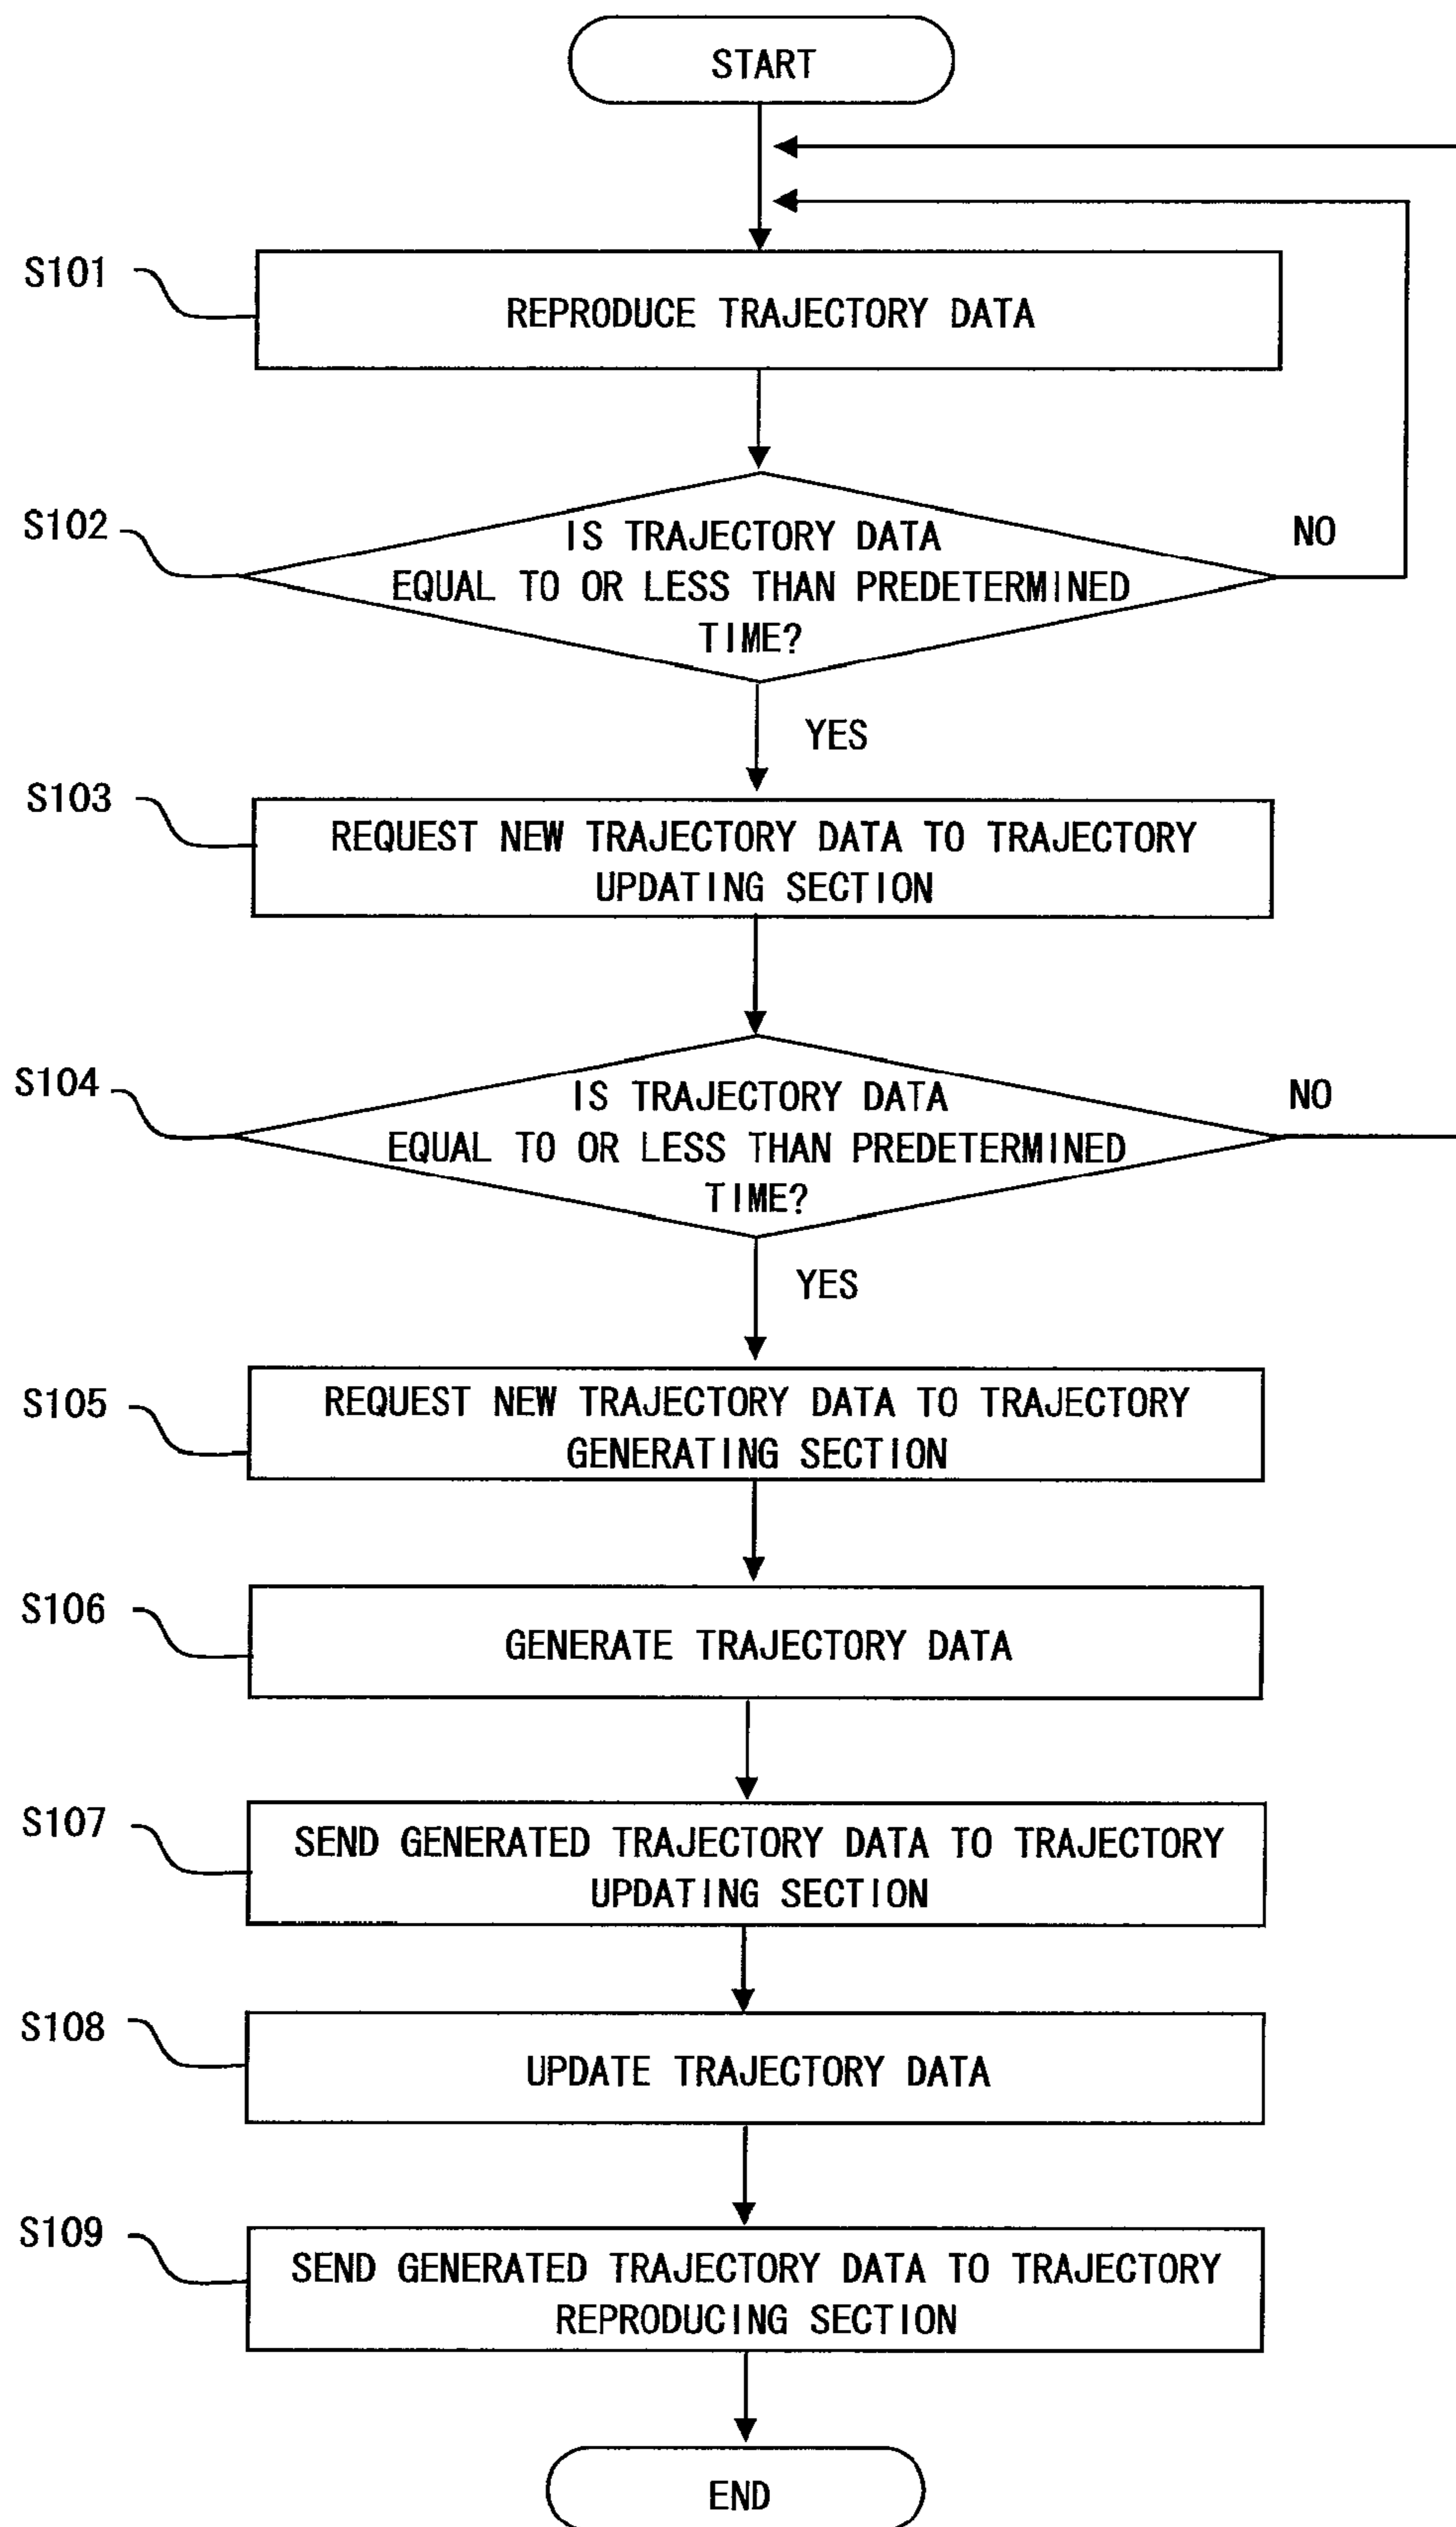 START
S101
REPRODUCE TRAJECTORY DATA
S102
IS TRAJECTORY DATA
EQUAL TO OR LESS THAN PREDETERMINED
TIME?
NO
YES
S103
REQUEST NEW TRAJECTORY DATA TO TRAJECTORY
UPDATING SECTION
S104
IS TRAJECTORY DATA
EQUAL TO OR LESS THAN PREDETERMINED
TIME?
NO
YES
S105
REQUEST NEW TRAJECTORY DATA TO TRAJECTORY
GENERATING SECTION
S106
GENERATE TRAJECTORY DATA
S107
SEND GENERATED TRAJECTORY DATA TO TRAJECTORY
UPDATING SECTION
S108
UPDATE TRAJECTORY DATA
S109
SEND GENERATED TRAJECTORY DATA TO TRAJECTORY
REPRODUCING SECTION
END